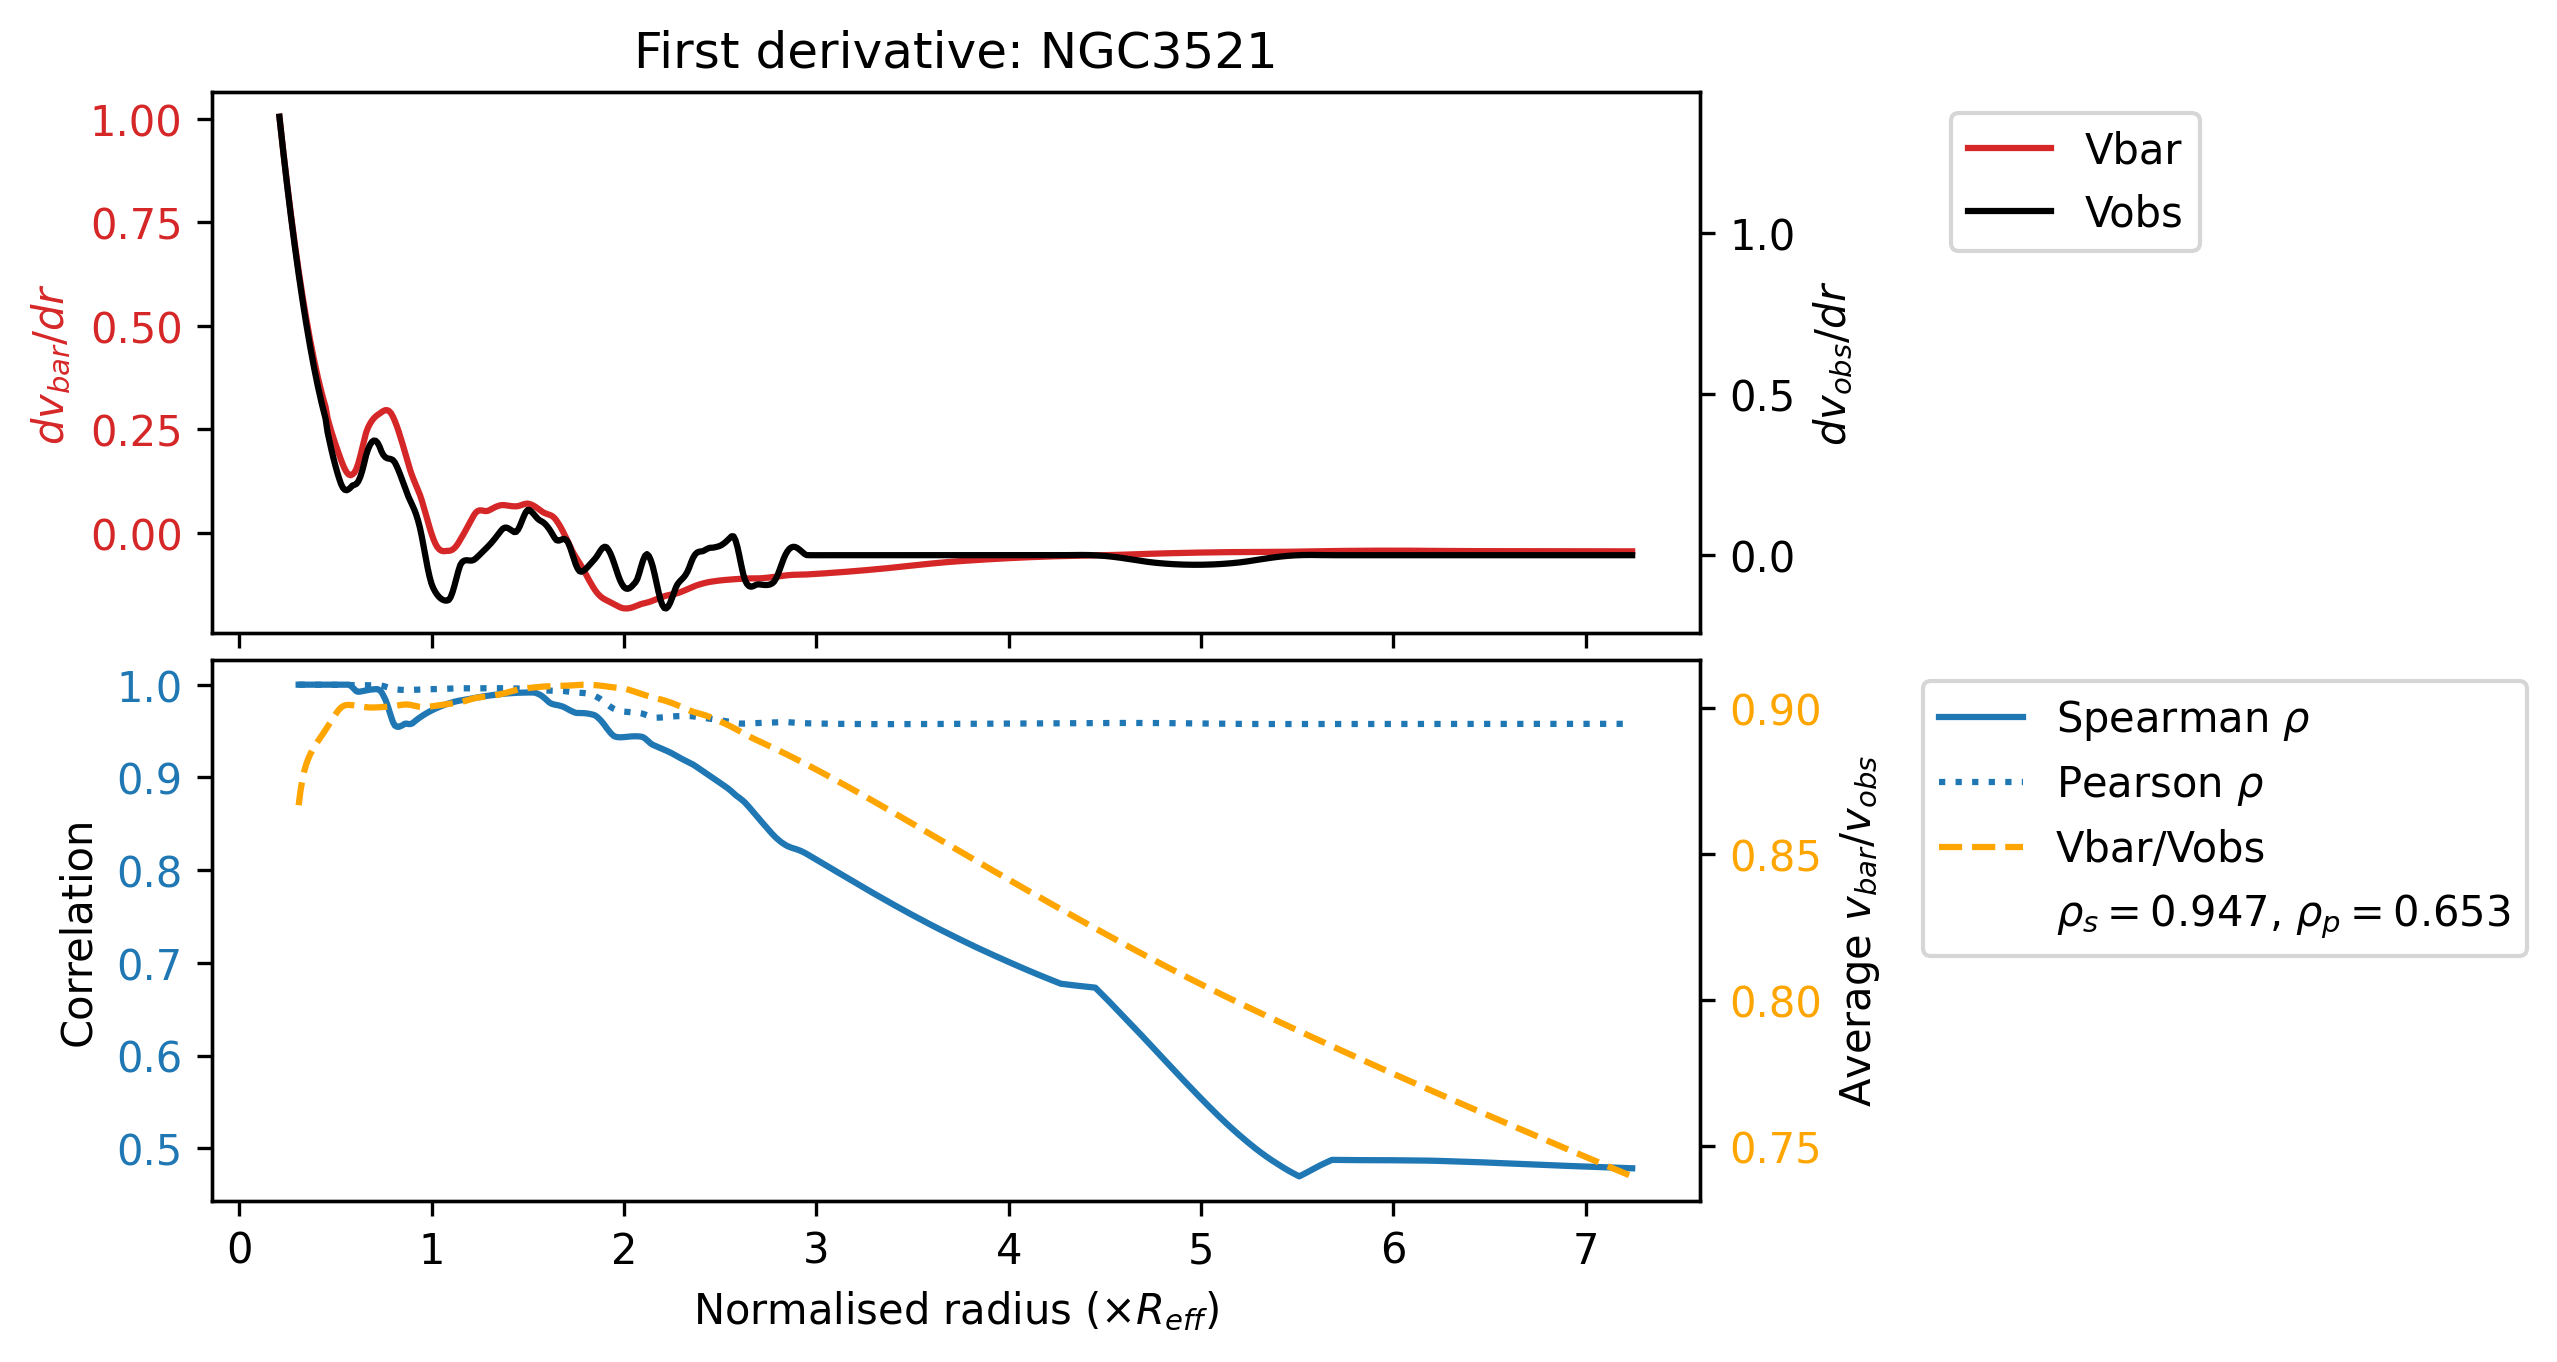 First derivative: NGC3521
1.00
0.75
0.50
0.25
0.00
dv_bar/dr
1.0
0.5
0.0
dv_obs/dr
Vbar
Vobs
1.0
0.9
0.8
0.7
0.6
0.5
Correlation
0.90
0.85
0.80
0.75
Average v_bar/v_obs
Spearman ρ
Pearson ρ
Vbar/Vobs
ρ_s = 0.947, ρ_p = 0.653
0 1 2 3 4 5 6 7
Normalised radius (×R_eff)